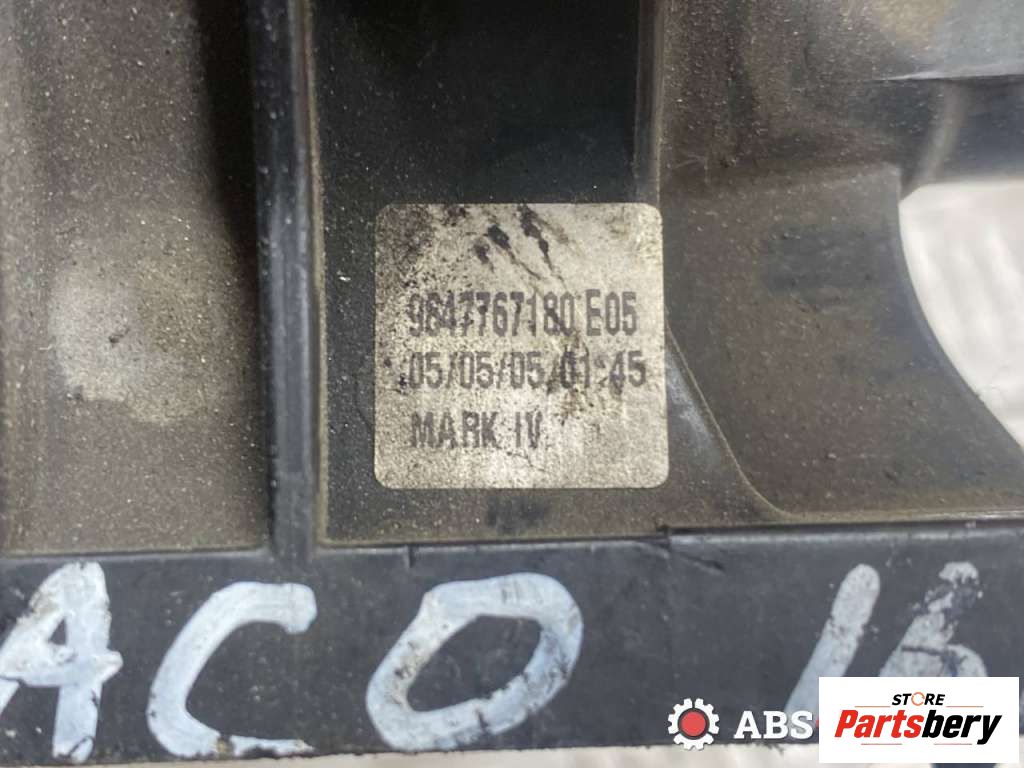 9647767180 E05
05/05/05/01:45
MARK IV
ACO 16
ABS
STORE
Partsbery